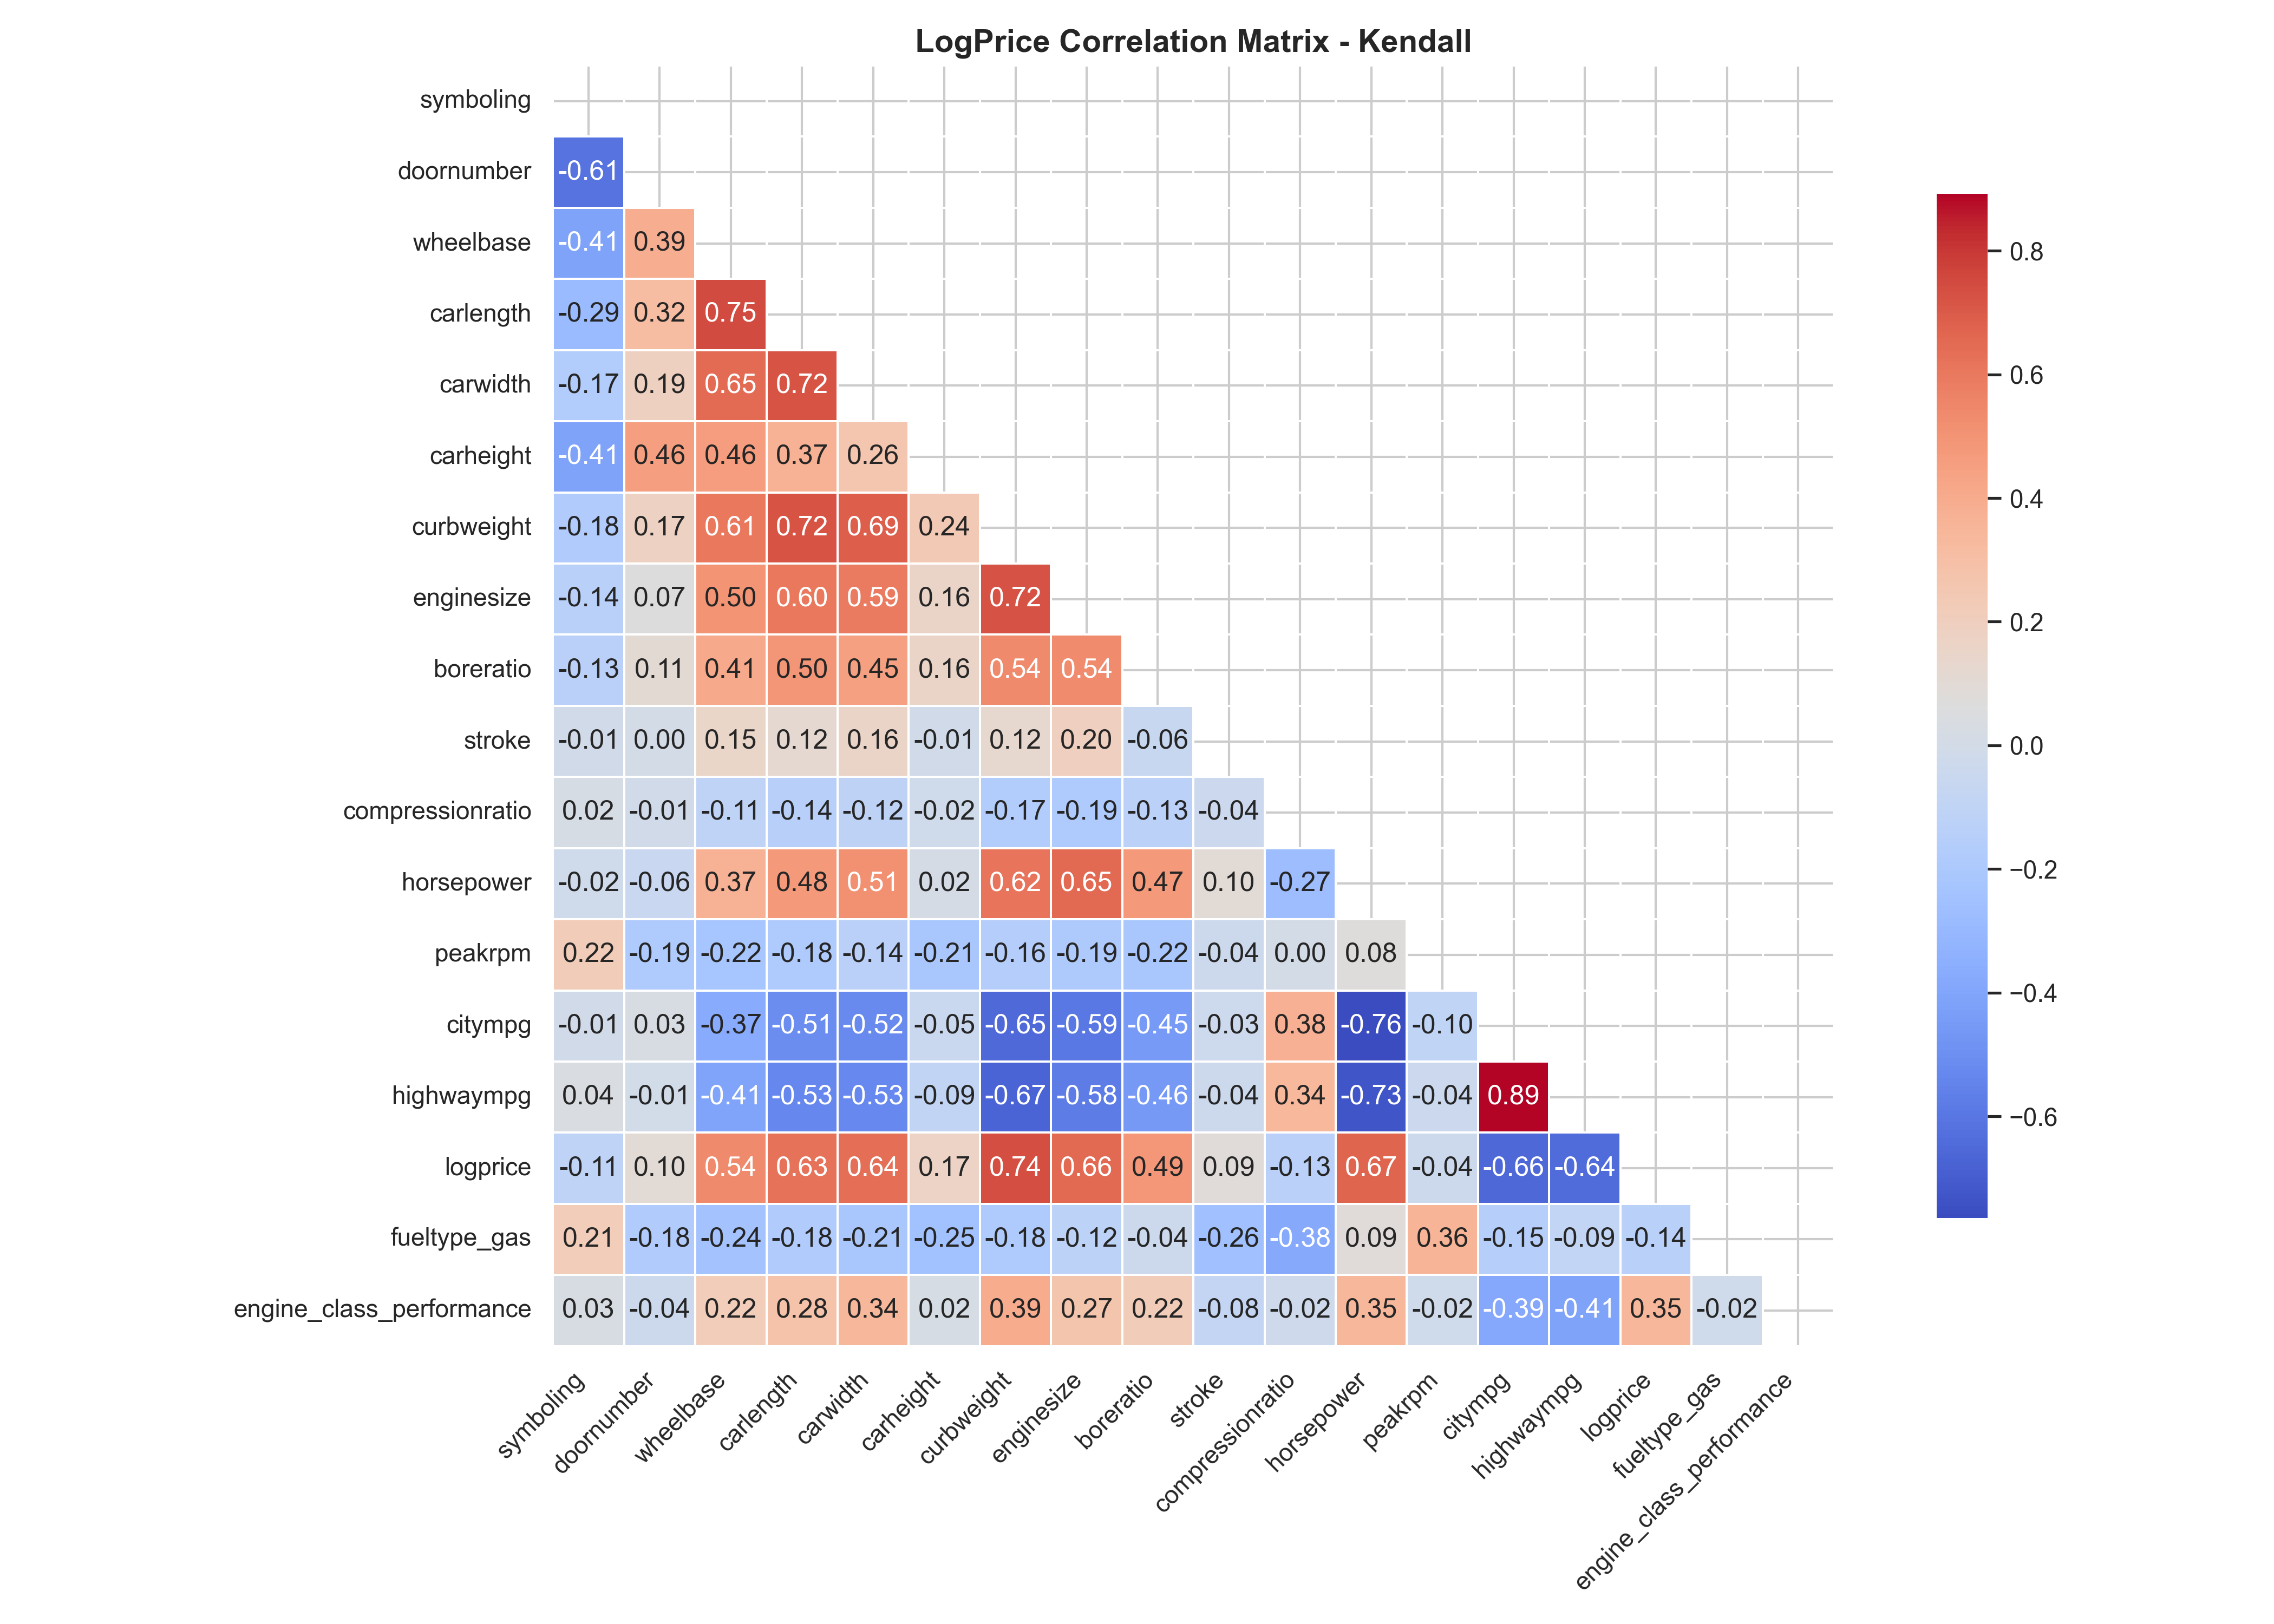 LogPrice Correlation Matrix - Kendall
symboling
doornumber -0.61
wheelbase -0.41 0.39
carlength -0.29 0.32 0.75
carwidth -0.17 0.19 0.65 0.72
carheight -0.41 0.46 0.46 0.37 0.26
curbweight -0.18 0.17 0.61 0.72 0.69 0.24
enginesize -0.14 0.07 0.50 0.60 0.59 0.16 0.72
boreratio -0.13 0.11 0.41 0.50 0.45 0.16 0.54 0.54
stroke -0.01 0.00 0.15 0.12 0.16 -0.01 0.12 0.20 -0.06
compressionratio 0.02 -0.01 -0.11 -0.14 -0.12 -0.02 -0.17 -0.19 -0.13 -0.04
horsepower -0.02 -0.06 0.37 0.48 0.51 0.02 0.62 0.65 0.47 0.10 -0.27
peakrpm 0.22 -0.19 -0.22 -0.18 -0.14 -0.21 -0.16 -0.19 -0.22 -0.04 0.00 0.08
citympg -0.01 0.03 -0.37 -0.51 -0.52 -0.05 -0.65 -0.59 -0.45 -0.03 0.38 -0.76 -0.10
highwaympg 0.04 -0.01 -0.41 -0.53 -0.53 -0.09 -0.67 -0.58 -0.46 -0.04 0.34 -0.73 -0.04 0.89
logprice -0.11 0.10 0.54 0.63 0.64 0.17 0.74 0.66 0.49 0.09 -0.13 0.67 -0.04 -0.66 -0.64
fueltype_gas 0.21 -0.18 -0.24 -0.18 -0.21 -0.25 -0.18 -0.12 -0.04 -0.26 -0.38 0.09 0.36 -0.15 -0.09 -0.14
engine_class_performance 0.03 -0.04 0.22 0.28 0.34 0.02 0.39 0.27 0.22 -0.08 -0.02 0.35 -0.02 -0.39 -0.41 0.35 -0.02
symboling doornumber wheelbase carlength carwidth carheight curbweight enginesize boreratio stroke compressionratio horsepower peakrpm citympg highwaympg logprice fueltype_gas engine_class_performance
0.8
0.6
0.4
0.2
0.0
−0.2
−0.4
−0.6